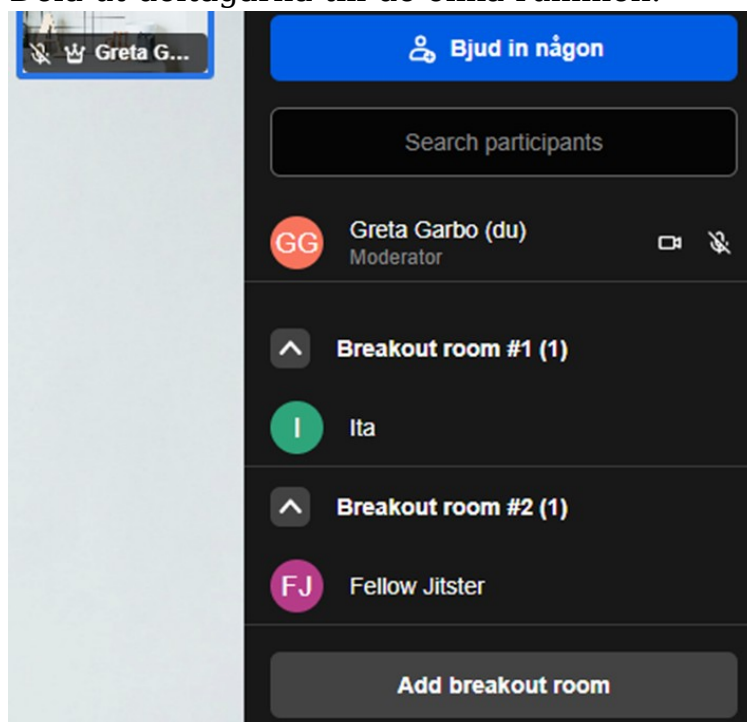 Greta G...
Bjud in någon
Search participants
GG
Greta Garbo (du)
Moderator
Breakout room #1 (1)
I
Ita
Breakout room #2 (1)
FJ
Fellow Jitster
Add breakout room